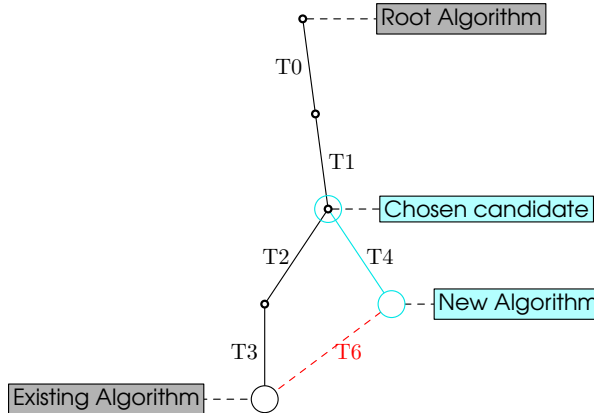 Root Algorithm
T0
T1
Chosen candidate
T2
T4
New Algorithm
T3
T6
Existing Algorithm